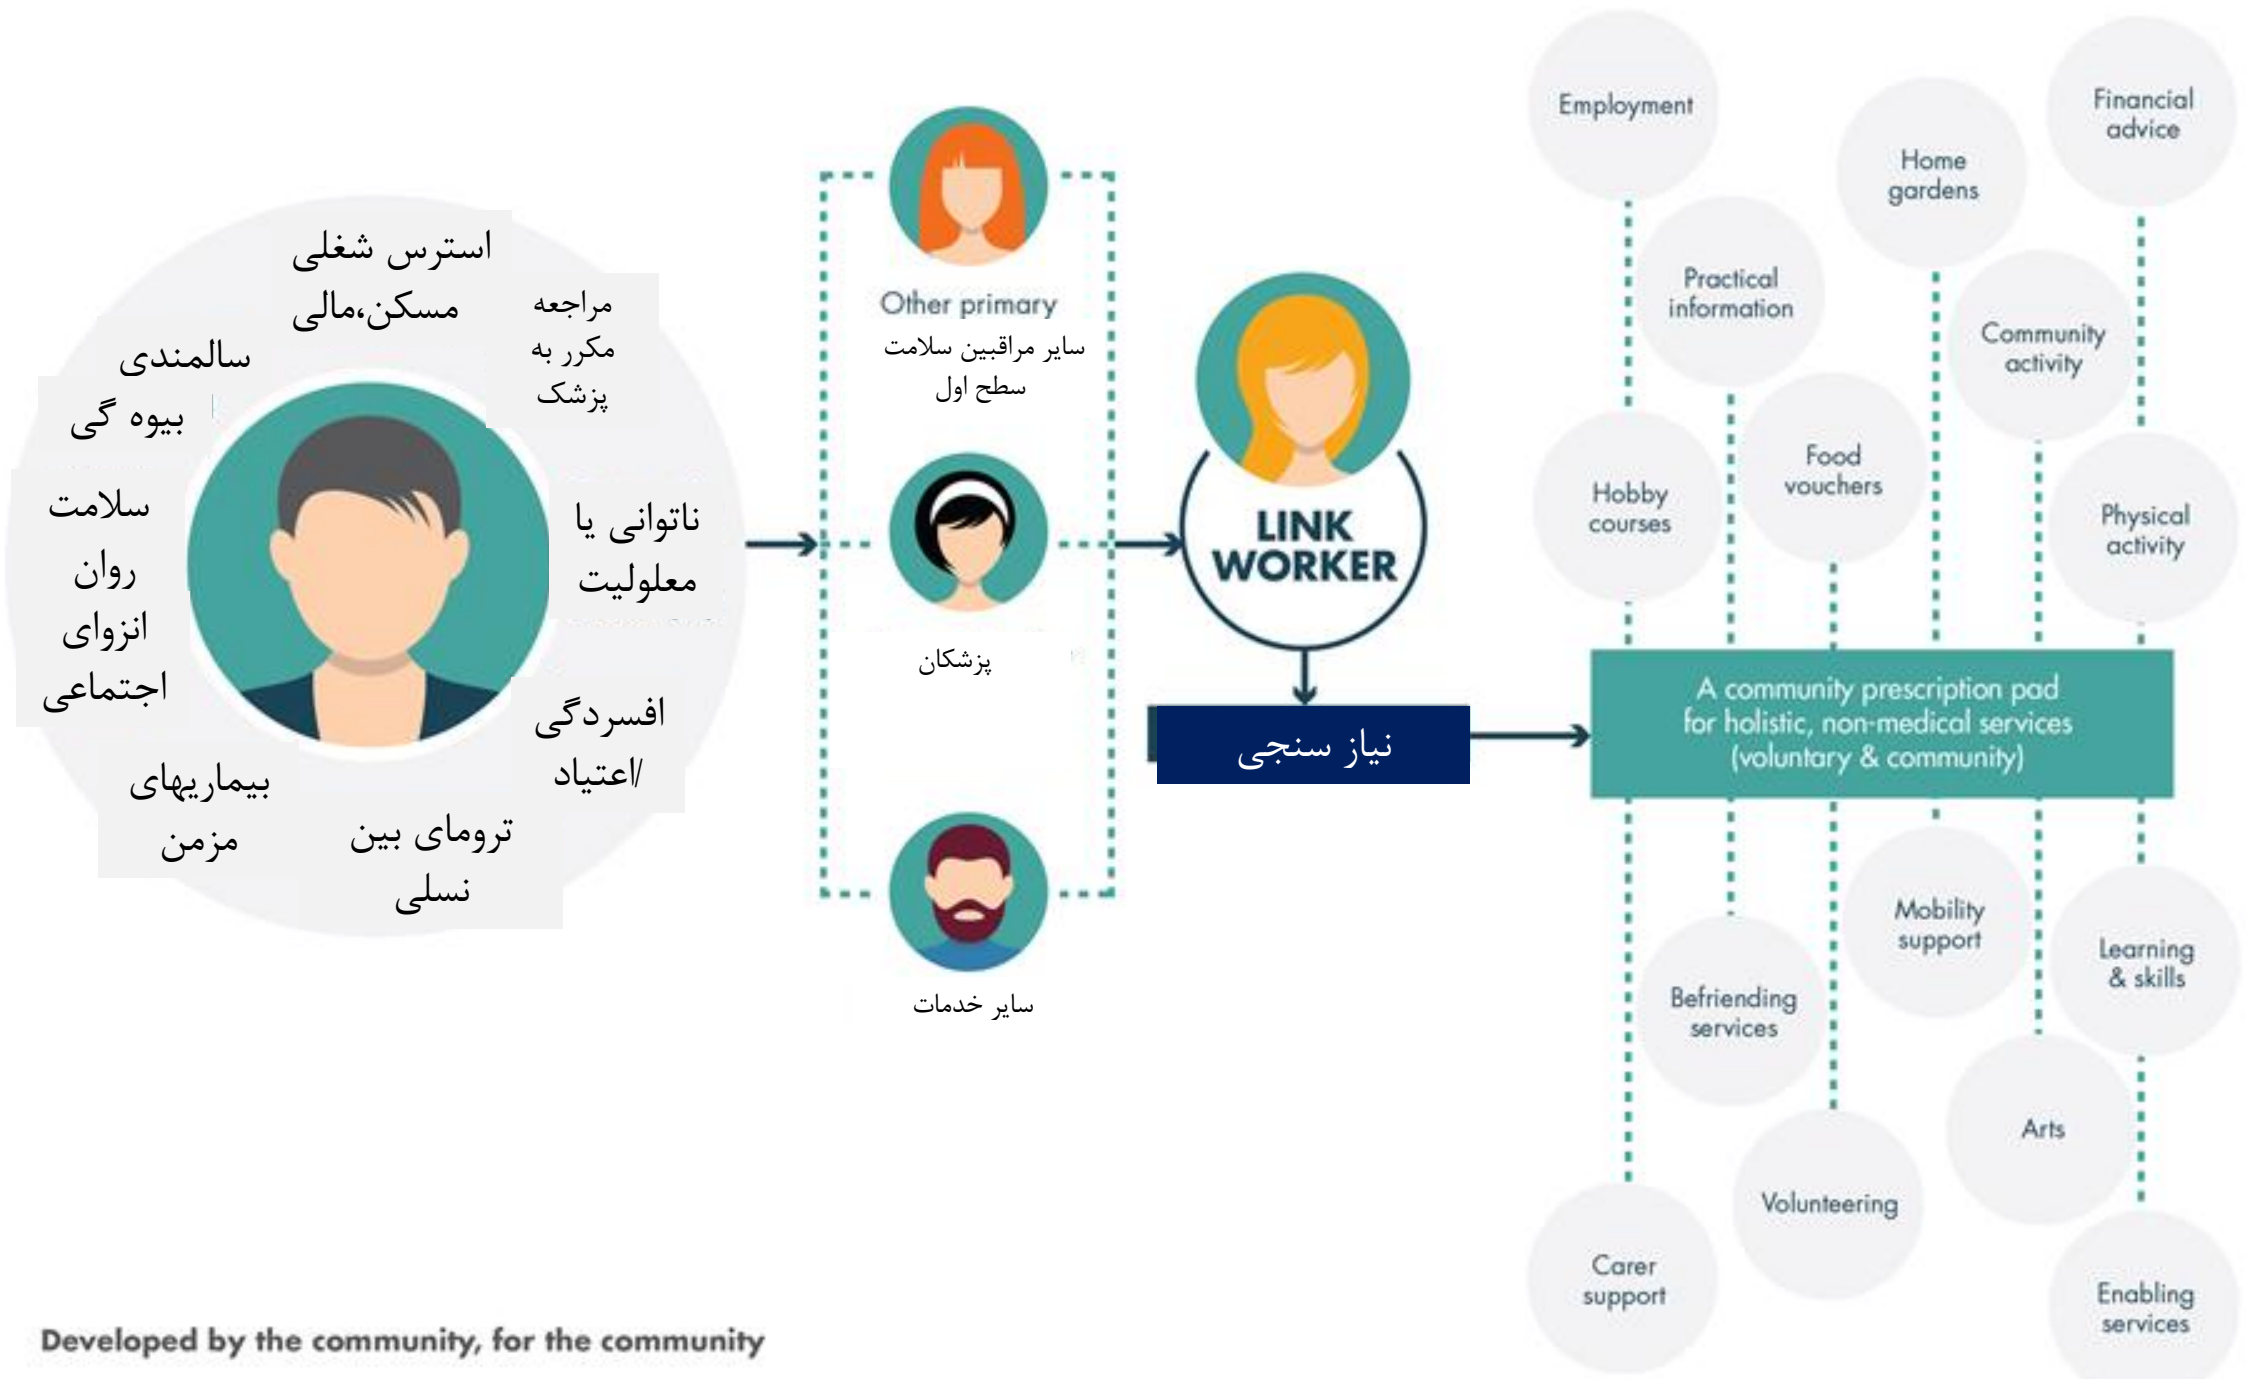 استرس شغلی
مسکن،مالی
مراجعه
مکرر به
پزشک
سالمندی
بیوه گی
سلامت
روان
انزوای
اجتماعی
ناتوانی یا
معلولیت
افسردگی
/اعتیاد
بیماریهای
مزمن
ترومای بین
نسلی
Other primary
سایر مراقبین سلامت
سطح اول
پزشکان
سایر خدمات
LINK
WORKER
نیاز سنجی
Employment
Financial
advice
Home
gardens
Practical
information
Community
activity
Food
vouchers
Hobby
courses
Physical
activity
A community prescription pad
for holistic, non-medical services
(voluntary & community)
Mobility
support
Learning
& skills
Befriending
services
Arts
Volunteering
Carer
support
Enabling
services
Developed by the community, for the community